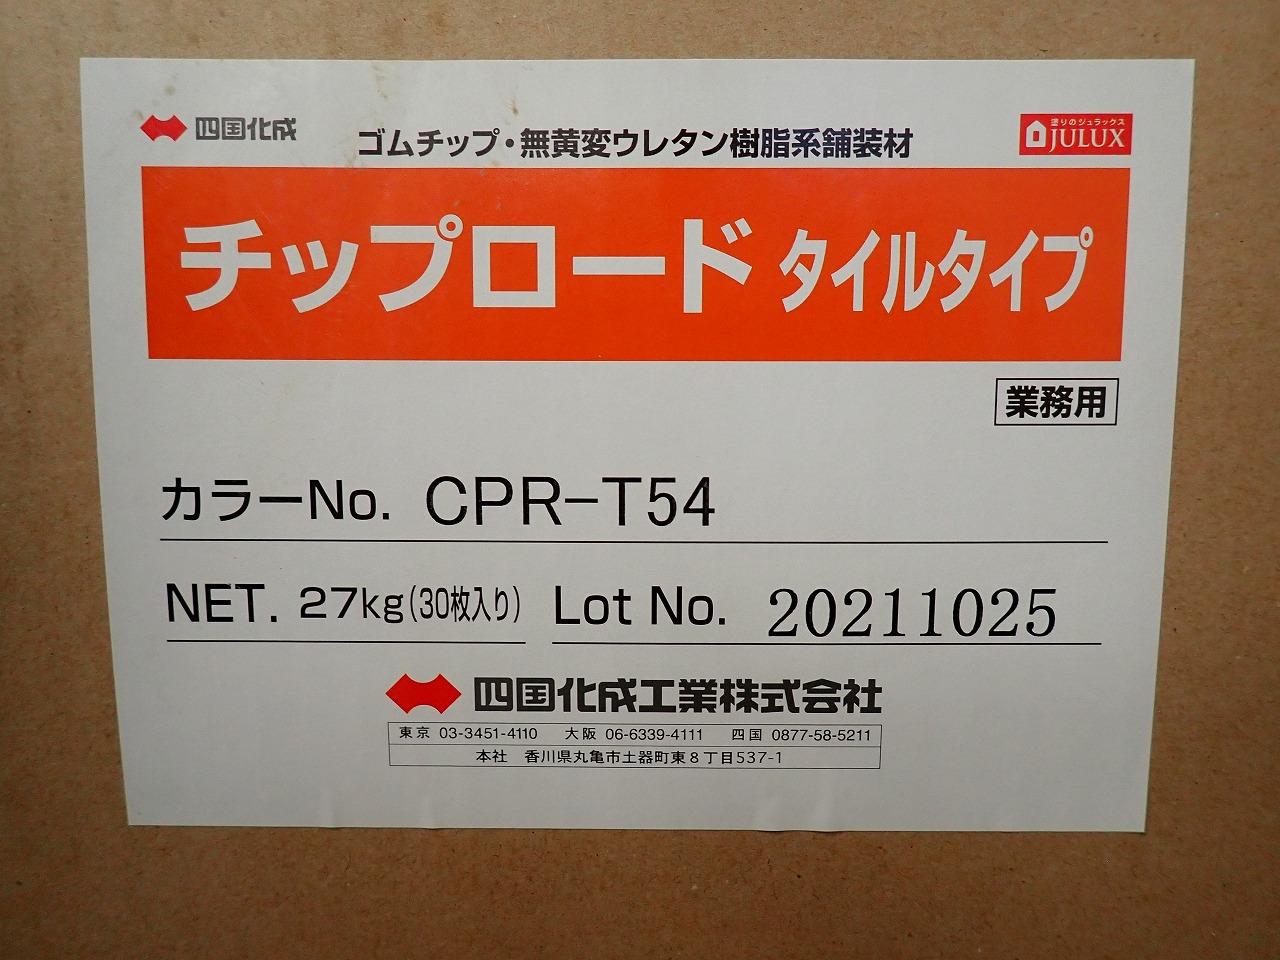 四国化成
ゴムチップ・無黄変ウレタン樹脂系舗装材
塗りのジュラックス
JULUX
チップロード タイルタイプ
業務用
カラーNo. CPR-T54
NET. 27kg(30枚入り) Lot No. 20211025
四国化成工業株式会社
東京 03-3451-4110 大阪 06-6339-4111 四国 0877-58-5211
本社 香川県丸亀市土器町東8丁目537-1